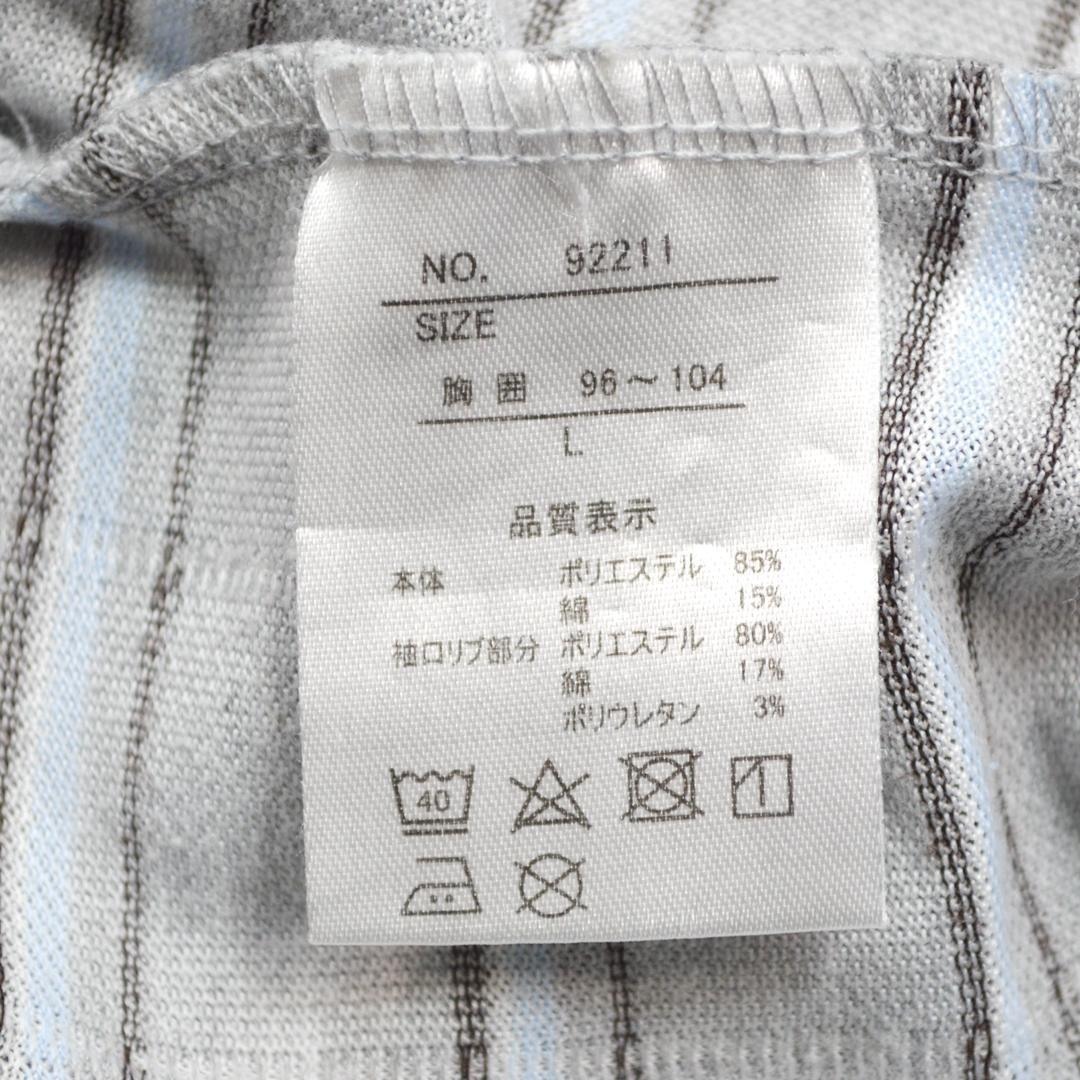 NO. 92211
SIZE
胸囲 96～104
L
品質表示
本体 ポリエステル 85%
綿 15%
袖口リブ部分 ポリエステル 80%
綿 17%
ポリウレタン 3%
40